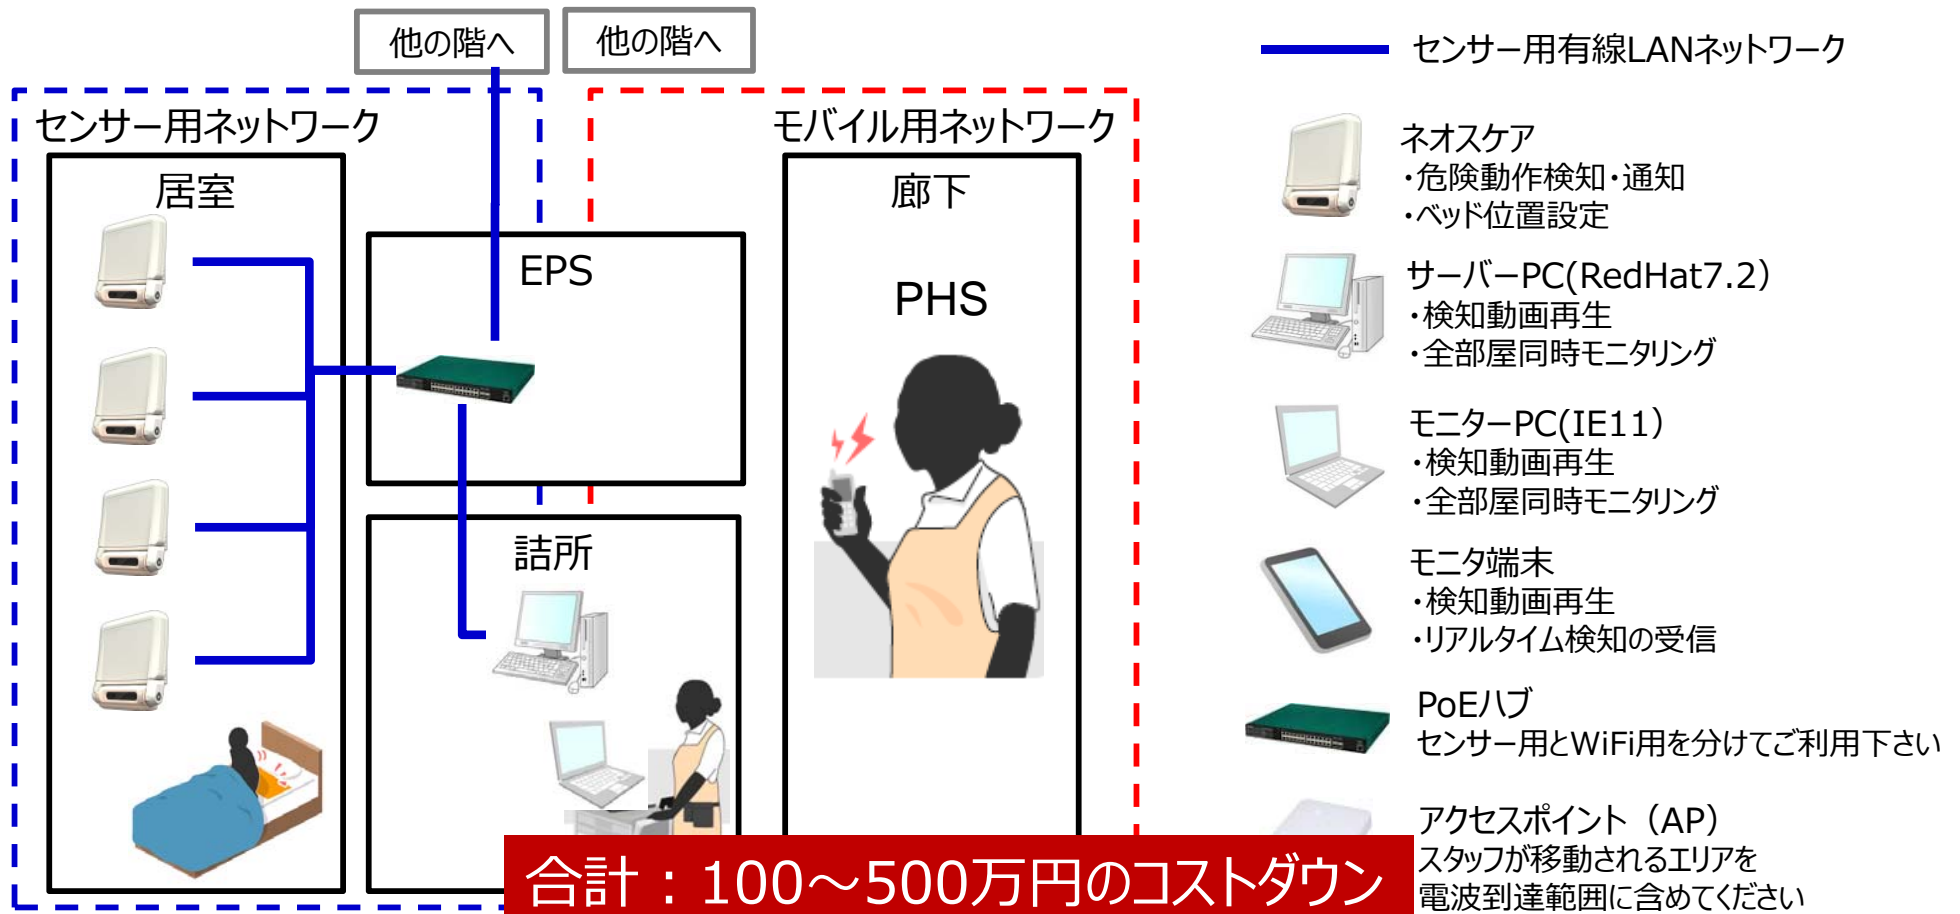 他の階へ
他の階へ
センサー用ネットワーク
モバイル用ネットワーク
居室
EPS
廊下
PHS
詰所
合計：100～500万円のコストダウン
センサー用有線LANネットワーク
ネオスケア
・危険動作検知・通知
・ベッド位置設定
サーバーPC(RedHat7.2）
・検知動画再生
・全部屋同時モニタリング
モニターPC(IE11）
・検知動画再生
・全部屋同時モニタリング
モニタ端末
・検知動画再生
・リアルタイム検知の受信
PoEハブ
センサー用とWiFi用を分けてご利用下さい
アクセスポイント（AP）
スタッフが移動されるエリアを
電波到達範囲に含めてください